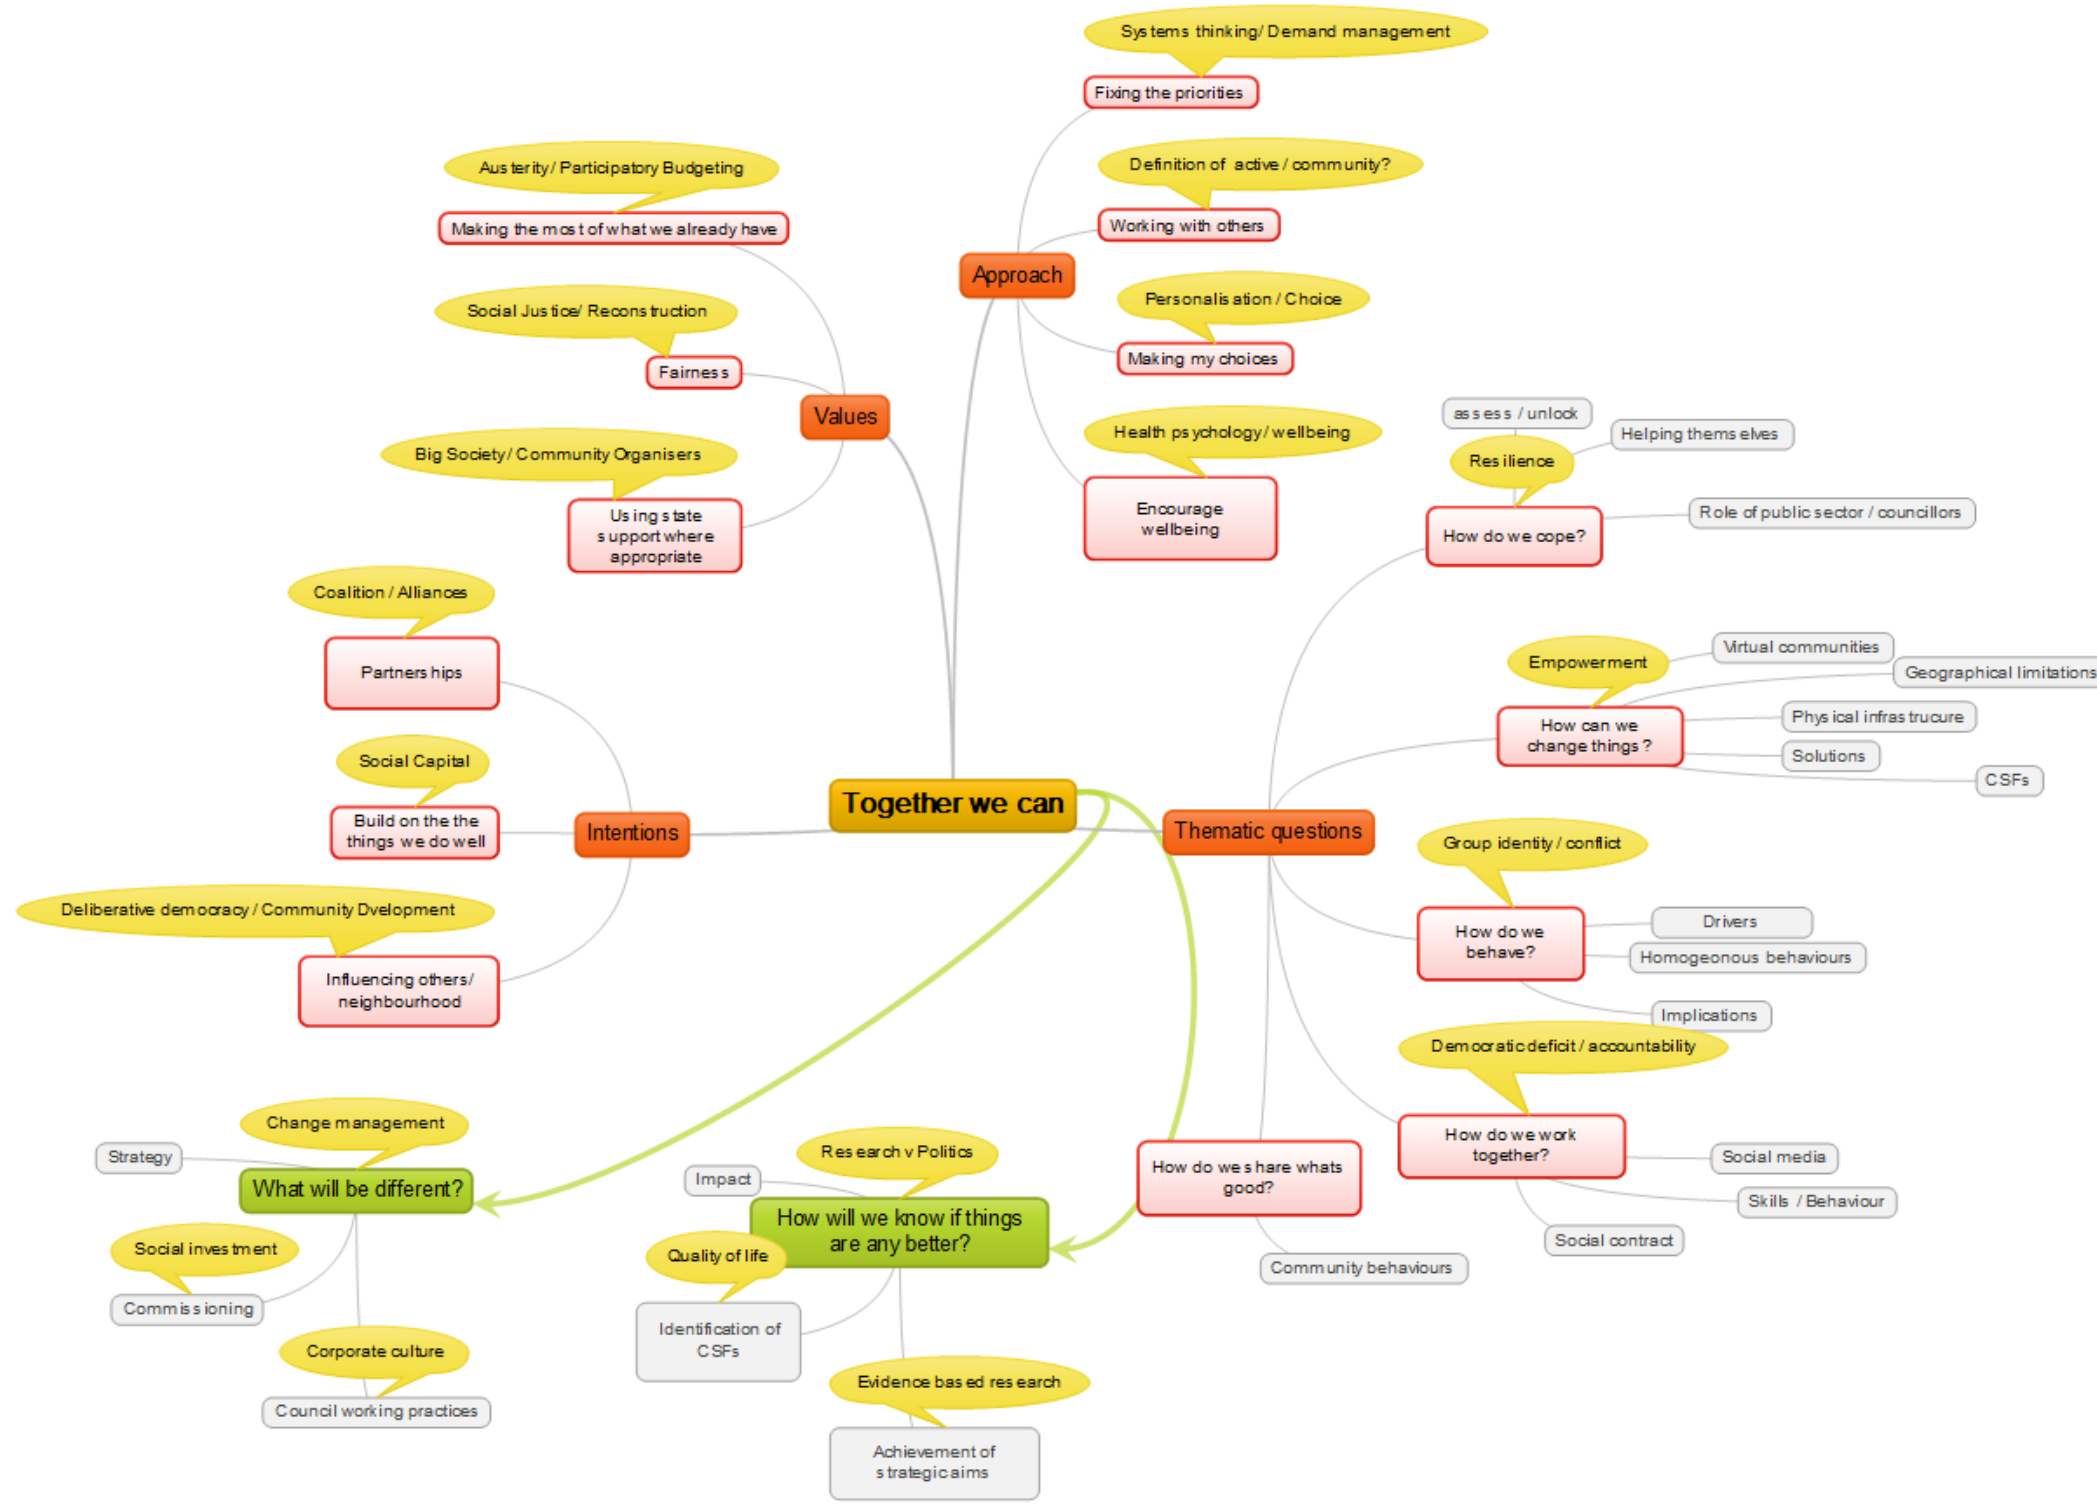 Systems thinking/ Demand management
Fixing the priorities
Definition of active / community?
Working with others
Approach
Personalisation / Choice
Making my choices
Health psychology / wellbeing
Encourage
wellbeing
Austerity / Participatory Budgeting
Making the most of what we already have
Social Justice/ Reconstruction
Fairness
Values
Big Society / Community Organisers
Using state
support where
appropriate
Coalition / Alliances
Partnerships
Social Capital
Build on the the
things we do well
Intentions
Deliberative democracy / Community Dvelopment
Influencing others /
neighbourhood
Together we can
Thematic questions
assess / unlock
Helping themselves
Resilience
Role of public sector / councillors
How do we cope?
Empowerment
Virtual communities
Geographical limitations
How can we
change things ?
Physical infrastrucure
Solutions
CSFs
Group identity / conflict
How do we
behave?
Drivers
Homogeonous behaviours
Implications
Democratic deficit / accountability
How do we work
together?
Social media
Skills / Behaviour
Social contract
How do we share whats
good?
Community behaviours
Change management
Strategy
What will be different?
Social investment
Commissioning
Corporate culture
Council working practices
Research v Politics
Impact
How will we know if things
are any better?
Quality of life
Identification of
CSFs
Evidence based research
Achievement of
strategic aims